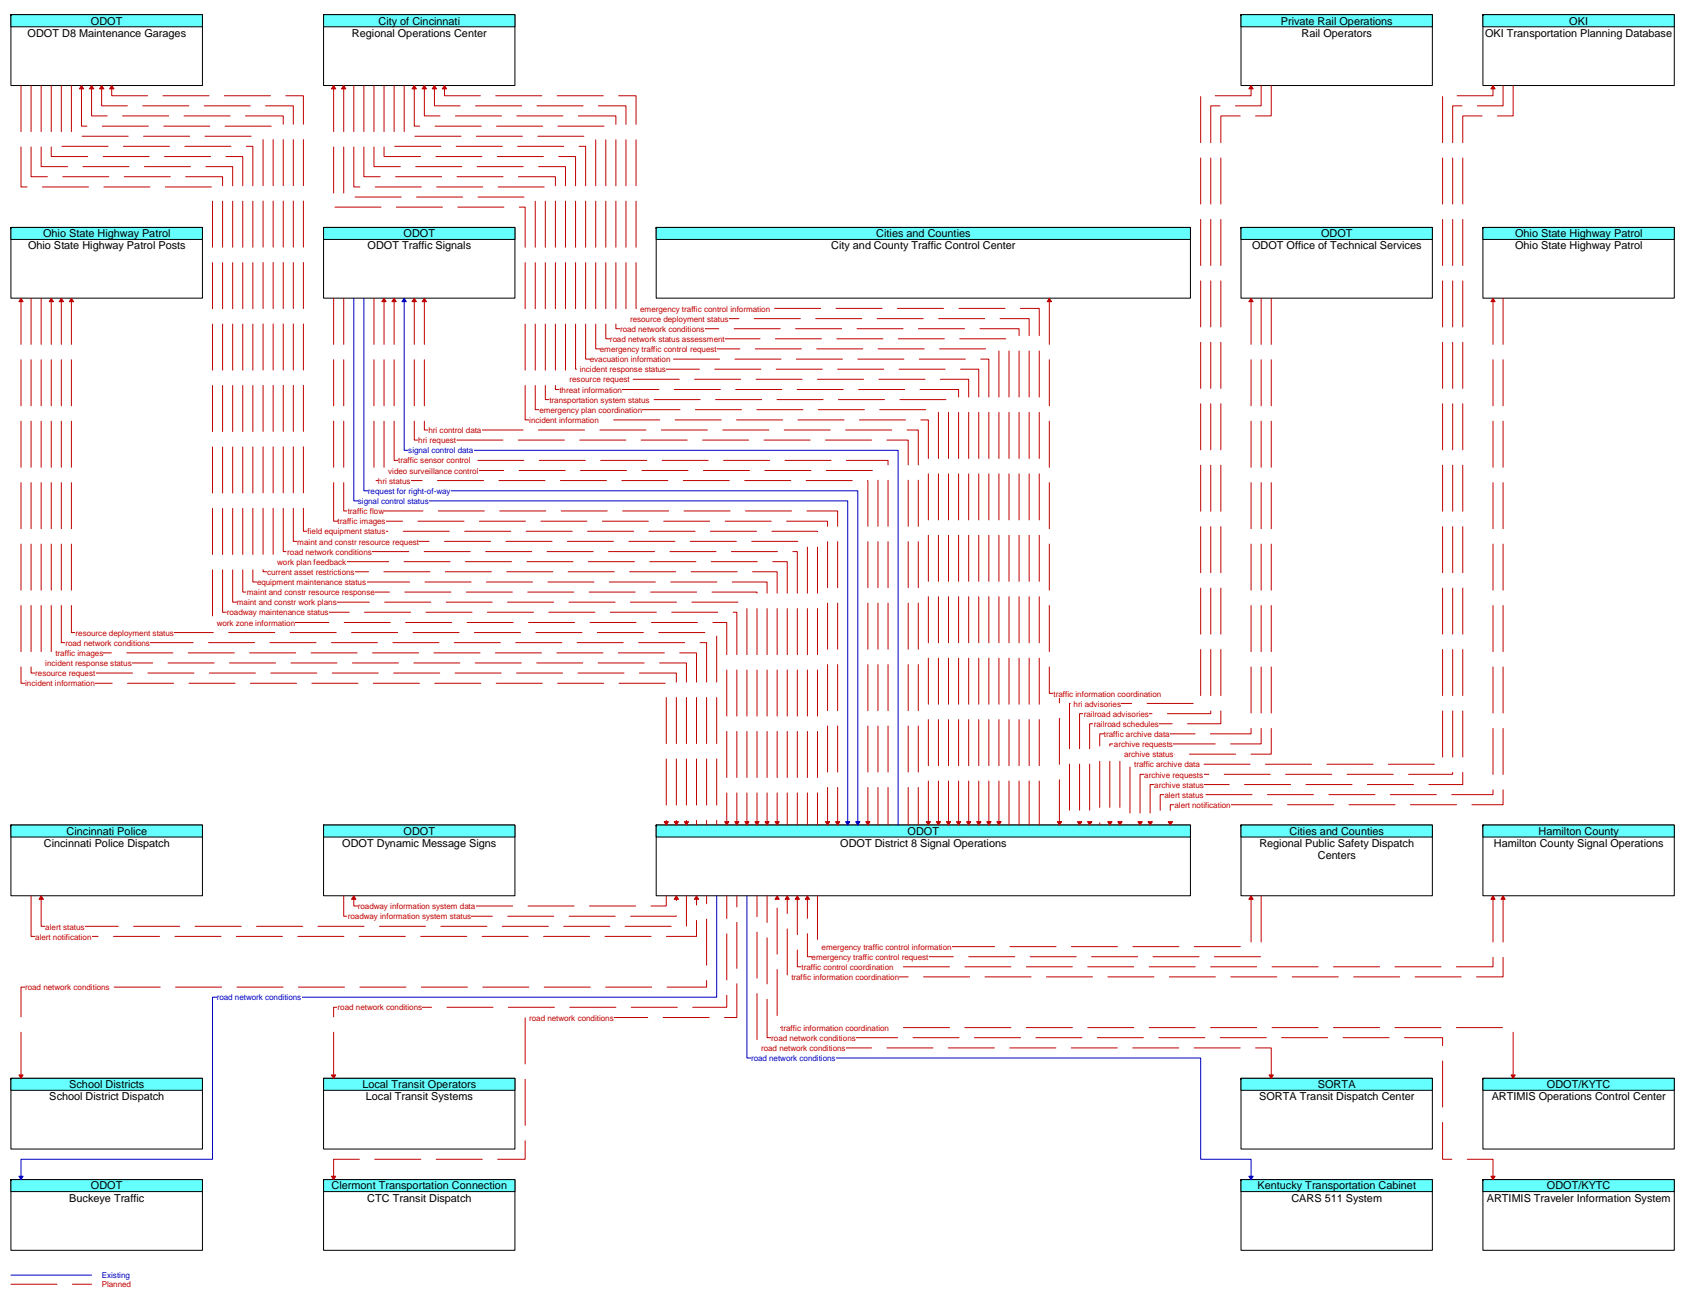 ODOT
ODOT D8 Maintenance Garages
City of Cincinnati
Regional Operations Center
Private Rail Operations
Rail Operators
OKI
OKI Transportation Planning Database
Ohio State Highway Patrol
Ohio State Highway Patrol Posts
ODOT
ODOT Traffic Signals
Cities and Counties
City and County Traffic Control Center
ODOT
ODOT Office of Technical Services
Ohio State Highway Patrol
Ohio State Highway Patrol
emergency traffic control information
resource deployment status
road network conditions
road network status assessment
emergency traffic control request
evacuation information
incident response status
resource request
threat information
transportation system status
emergency plan coordination
incident information
hri control data
hri request
signal control data
traffic sensor control
video surveillance control
hri status
request for right-of-way
signal control status
traffic flow
traffic images
field equipment status
maint and constr resource request
road network conditions
work plan feedback
current asset restrictions
equipment maintenance status
maint and constr resource response
maint and constr work plans
roadway maintenance status
work zone information
resource deployment status
road network conditions
traffic images
incident response status
resource request
incident information
traffic information coordination
hri advisories
railroad advisories
railroad schedules
traffic archive data
archive requests
archive status
traffic archive data
archive requests
archive status
alert status
alert notification
Cincinnati Police
Cincinnati Police Dispatch
ODOT
ODOT Dynamic Message Signs
ODOT
ODOT District 8 Signal Operations
Cities and Counties
Regional Public Safety Dispatch
Centers
Hamilton County
Hamilton County Signal Operations
roadway information system data
roadway information system status
alert status
alert notification
emergency traffic control information
emergency traffic control request
traffic control coordination
traffic information coordination
road network conditions
road network conditions
road network conditions
road network conditions
traffic information coordination
road network conditions
road network conditions
road network conditions
School Districts
School District Dispatch
Local Transit Operators
Local Transit Systems
SORTA
SORTA Transit Dispatch Center
ODOT/KYTC
ARTIMIS Operations Control Center
ODOT
Buckeye Traffic
Clermont Transportation Connection
CTC Transit Dispatch
Kentucky Transportation Cabinet
CARS 511 System
ODOT/KYTC
ARTIMIS Traveler Information System
Existing
Planned